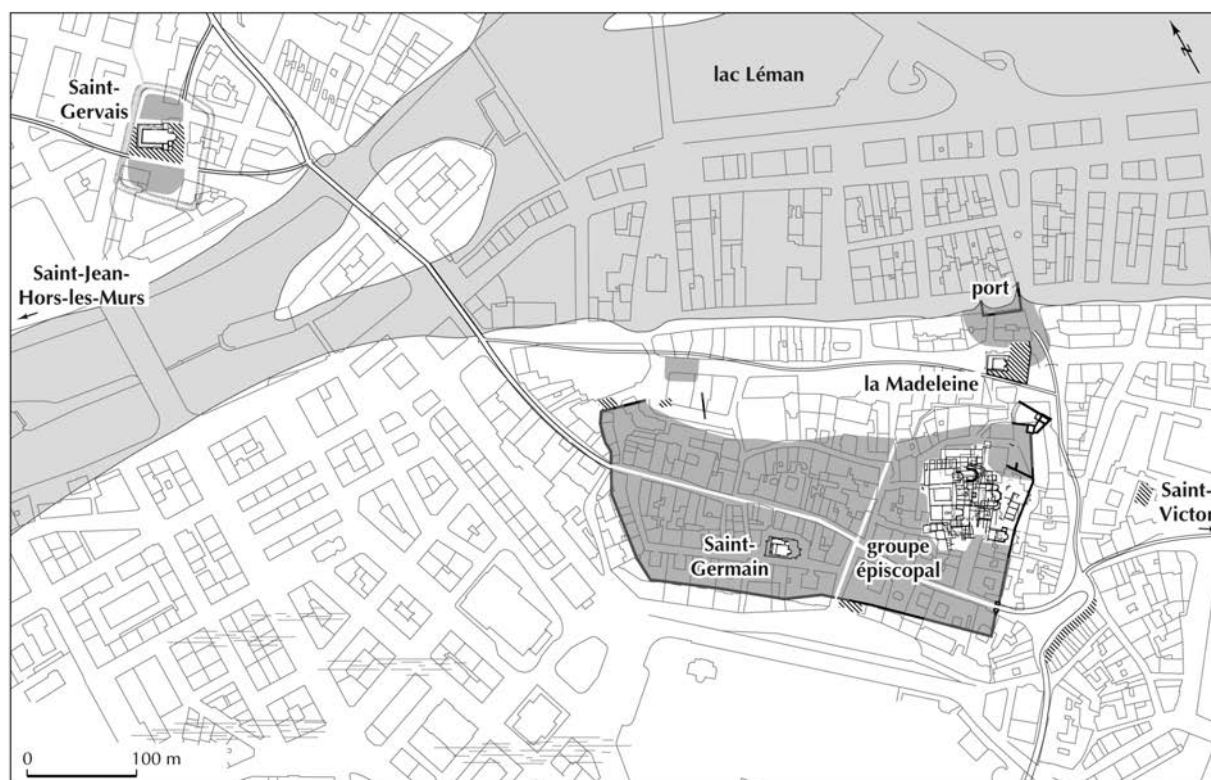 lac Léman
N
Saint-
Gervais
Saint-Jean-
Hors-les-Murs
port
la Madeleine
Saint-
Victor
Saint-
Germain
groupe
épiscopal
0
100 m